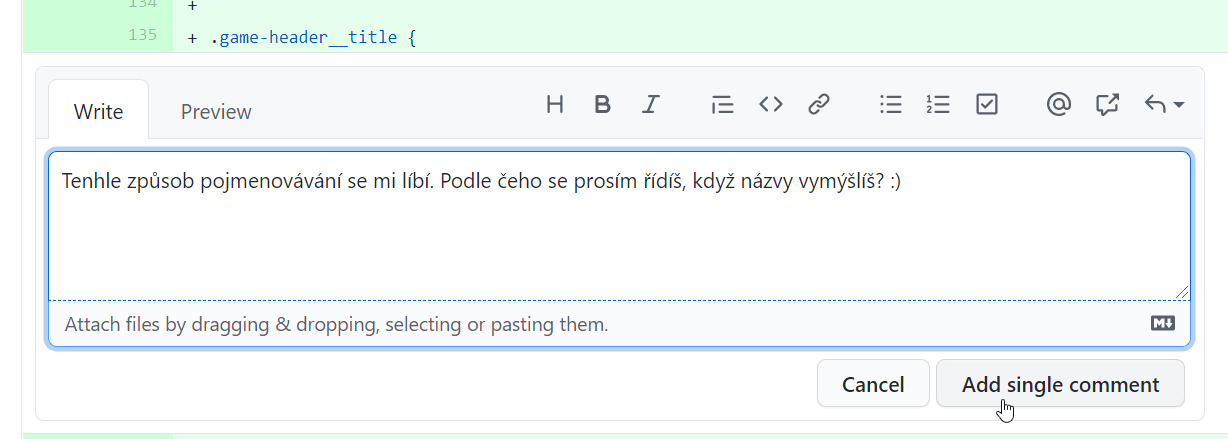 134 +
135 + .game-header__title {
Write Preview
Tenhle způsob pojmenovávání se mi líbí. Podle čeho se prosím řídíš, když názvy vymýšlíš? :)
Attach files by dragging & dropping, selecting or pasting them.
Cancel Add single comment